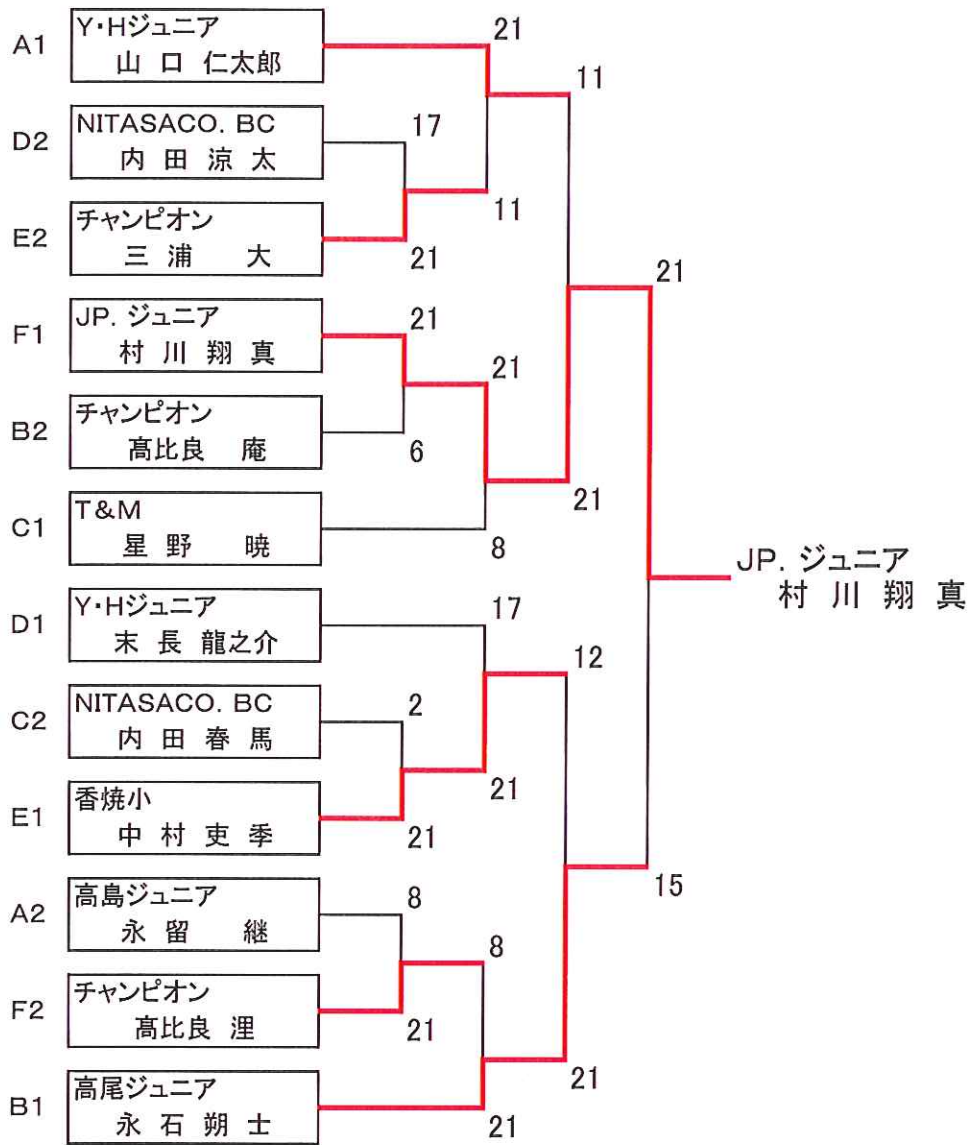 A1
Y・Hジュニア
山口 仁太郎
21
11
D2
NITASACO. BC
内田涼太
17
11
E2
チャンピオン
三浦 大
21
21
F1
JP. ジュニア
村川翔真
21
21
B2
チャンピオン
髙比良 庵
6
21
C1
T&M
星野 暁
8
JP. ジュニア
村川翔真
D1
Y・Hジュニア
末長龍之介
17
12
C2
NITASACO. BC
内田春馬
2
21
E1
香焼小
中村吏季
21
15
A2
高島ジュニア
永留 継
8
8
F2
チャンピオン
髙比良浬
21
21
B1
高尾ジュニア
永石朔士
21